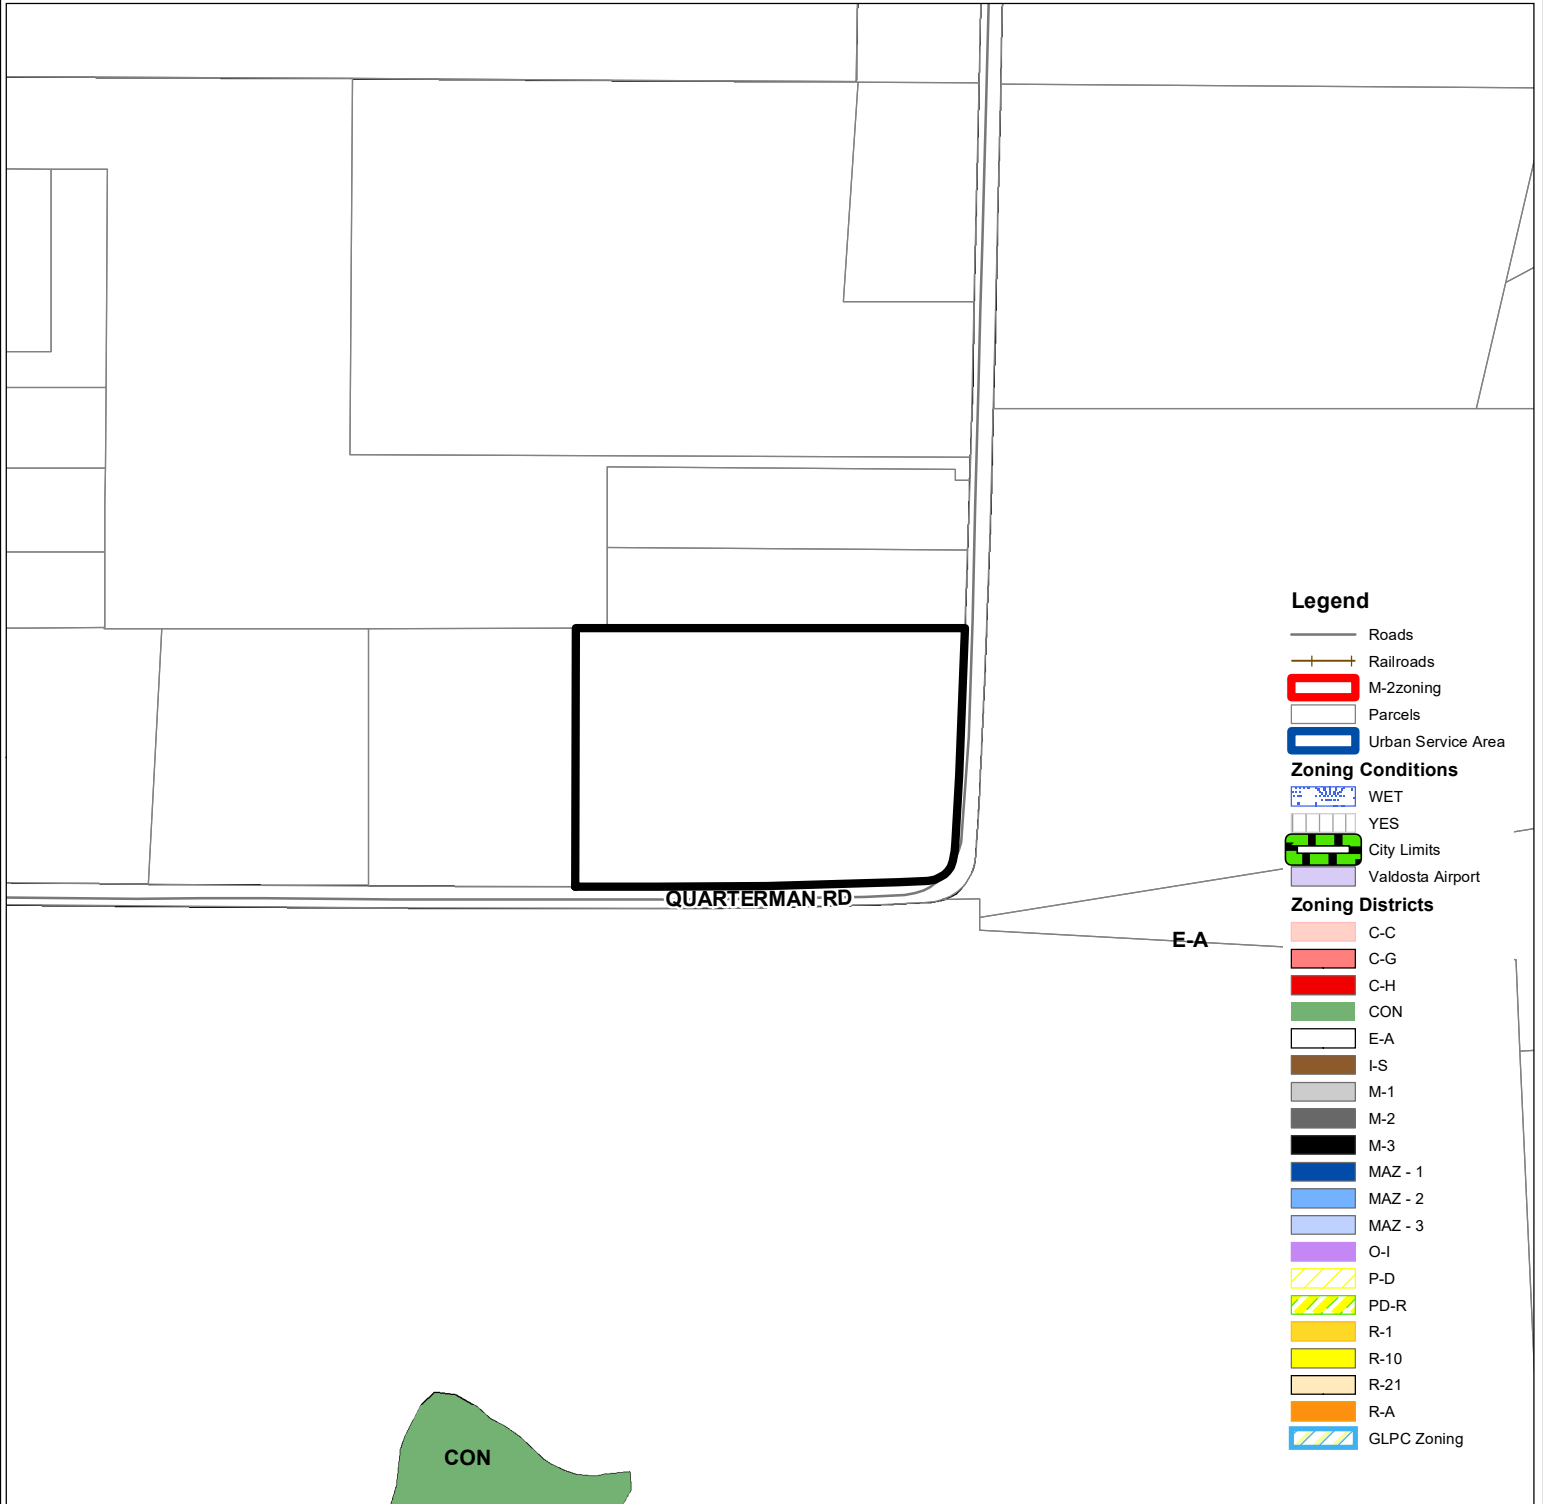 Legend
Roads
Railroads
M-2zoning
Parcels
Urban Service Area
Zoning Conditions
WET
YES
City Limits
Valdosta Airport
Zoning Districts
C-C
C-G
C-H
CON
E-A
I-S
M-1
M-2
M-3
MAZ - 1
MAZ - 2
MAZ - 3
O-I
P-D
PD-R
R-1
R-10
R-21
R-A
GLPC Zoning
QUARTERMAN RD
E-A
CON